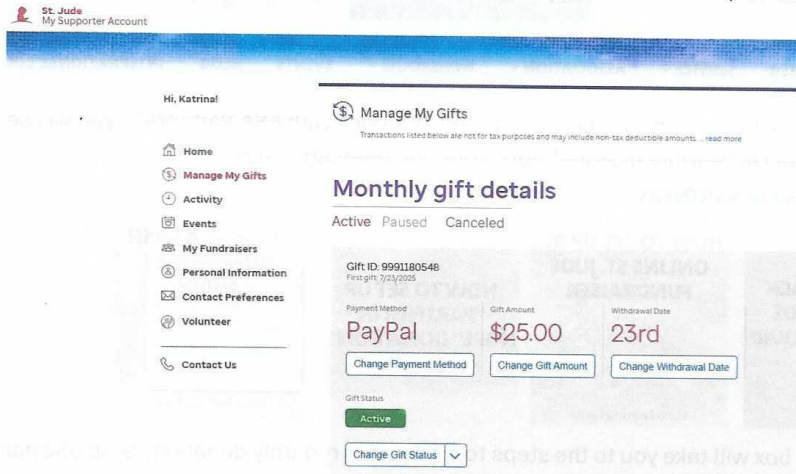 St. Jude
My Supporter Account
Hi, Katrina!
Home
Manage My Gifts
Activity
Events
My Fundraisers
Personal Information
Contact Preferences
Volunteer
Contact Us
Manage My Gifts
Transactions listed below are not for tax purposes and may include non-tax deductible amounts ... read more
Monthly gift details
Active Paused Canceled
Gift ID: 9991180548
First gift: 7/23/2025
Payment Method Gift Amount Withdrawal Date
PayPal $25.00 23rd
Change Payment Method Change Gift Amount Change Withdrawal Date
Gift Status
Active
Change Gift Status
box will take you to the steps to